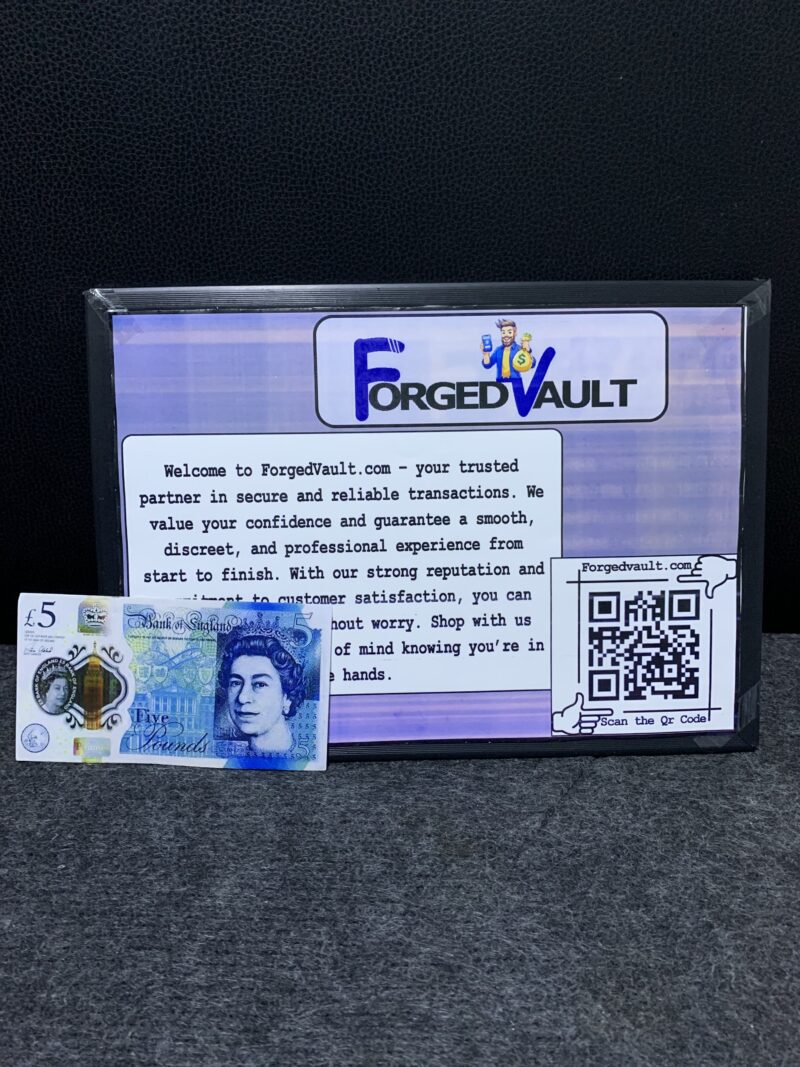 FORGEDVAULT
Welcome to ForgedVault.com - your trusted
partner in secure and reliable transactions. We
value your confidence and guarantee a smooth,
discreet, and professional experience from
start to finish. With our strong reputation and
to customer satisfaction, you can
hout worry. Shop with us
of mind knowing you're in
hands.
Forgedvault.com
Scan the Qr Code
£5
Bank of England
5
Five
Pounds